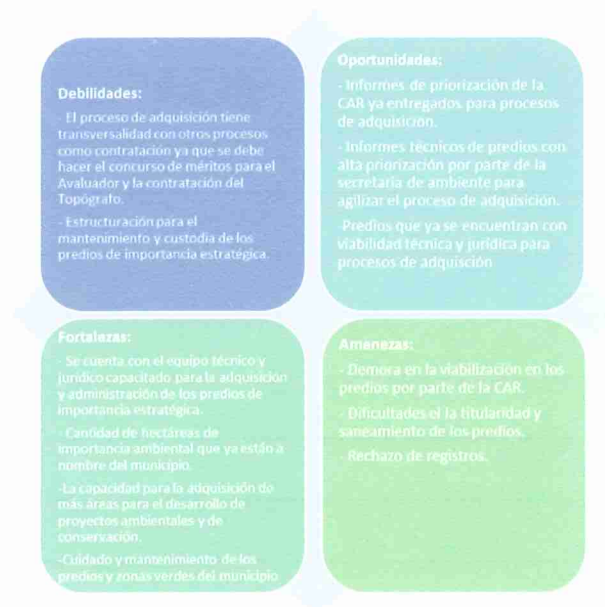 Debilidades:
- El proceso de adquisición tiene
transversalidad con otros procesos
como contratación ya que se debe
hacer el concurso de méritos para el
Avaluador y la contratación del
Topógrafo.
- Estructuración para el
mantenimiento y custodia de los
predios de importancia estratégica.
Oportunidades:
- Informes de priorización de la
CAR ya entregados para procesos
de adquisición.
- Informes técnicos de predios con
alta priorización por parte de la
secretaria de ambiente para
agilizar el proceso de adquisición.
-Predios que ya se encuentran con
viabilidad técnica y jurídica para
procesos de adquisción
Fortalezas:
- Se cuenta con el equipo técnico y
jurídico capacitado para la adquisición
y administración de los predios de
importancia estratégica.
- Cantidad de hectáreas de
importancia ambiental que ya están a
nombre del municipio.
-La capacidad para la adquisición de
más áreas para el desarrollo de
proyectos ambientales y de
conservación.
-Cuidado y mantenimiento de los
predios y zonas verdes del municipio
Amenezas:
- Demora en la viabilización en los
predios por parte de la CAR.
- Dificultades el la titularidad y
saneamiento de los predios.
- Rechazo de registros.